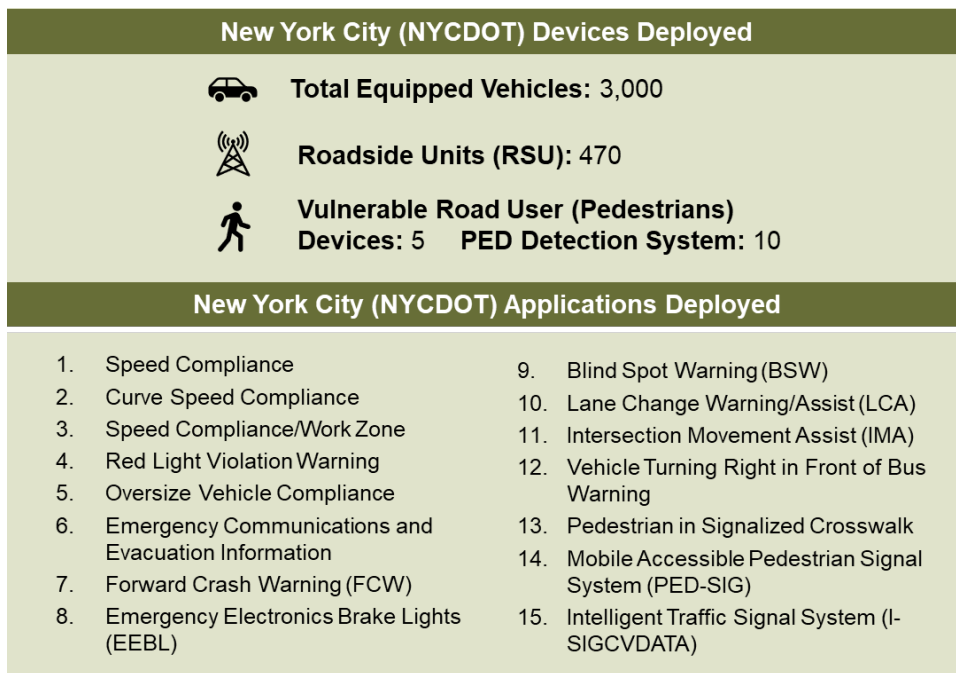 New York City (NYCDOT) Devices Deployed
Total Equipped Vehicles: 3,000
Roadside Units (RSU): 470
Vulnerable Road User (Pedestrians)
Devices: 5 PED Detection System: 10
New York City (NYCDOT) Applications Deployed
1. Speed Compliance
2. Curve Speed Compliance
3. Speed Compliance/Work Zone
4. Red Light Violation Warning
5. Oversize Vehicle Compliance
6. Emergency Communications and
Evacuation Information
7. Forward Crash Warning (FCW)
8. Emergency Electronics Brake Lights
(EEBL)
9. Blind Spot Warning (BSW)
10. Lane Change Warning/Assist (LCA)
11. Intersection Movement Assist (IMA)
12. Vehicle Turning Right in Front of Bus
Warning
13. Pedestrian in Signalized Crosswalk
14. Mobile Accessible Pedestrian Signal
System (PED-SIG)
15. Intelligent Traffic Signal System (I-
SIGCVDATA)